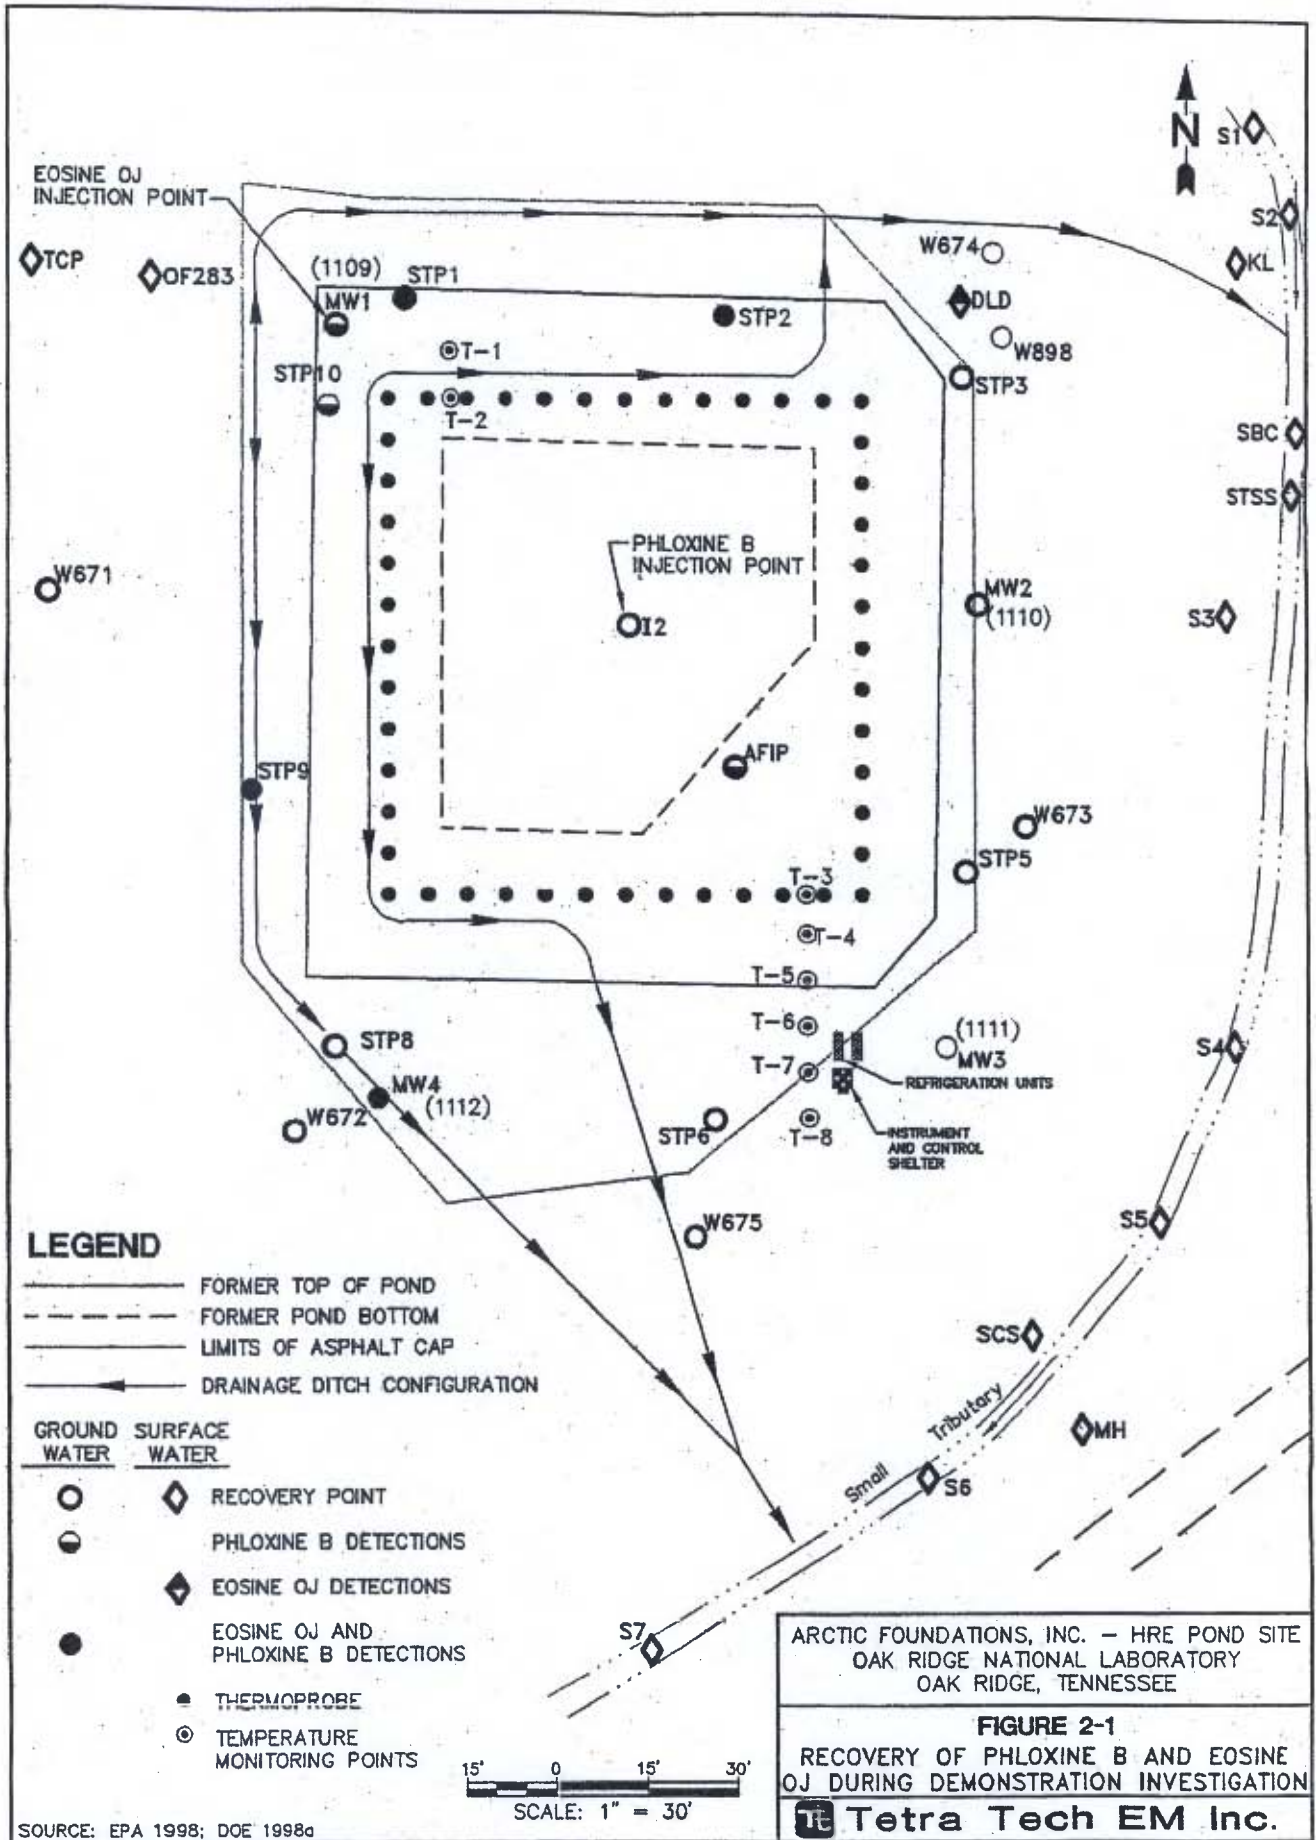 N
S1
EOSINE OJ
INJECTION POINT
S2
TCP
OF283
(1109)
MW1
STP1
STP2
W674
KL
DLD
W898
T-1
STP10
STP3
T-2
SBC
STSS
PHLOXINE B
INJECTION POINT
W671
I2
MW2
(1110)
S3
AFIP
STP9
W673
STP5
T-3
T-4
T-5
T-6
(1111)
MW3
S4
STP8
T-7
REFRIGERATION UNITS
MW4
(1112)
W672
STP6
T-8
INSTRUMENT
AND CONTROL
SHELTER
W675
S5
LEGEND
FORMER TOP OF POND
FORMER POND BOTTOM
LIMITS OF ASPHALT CAP
DRAINAGE DITCH CONFIGURATION
SCS
Small Tributary
MH
S6
GROUND WATER
SURFACE WATER
RECOVERY POINT
PHLOXINE B DETECTIONS
EOSINE OJ DETECTIONS
EOSINE OJ AND
PHLOXINE B DETECTIONS
THERMOPROBE
TEMPERATURE
MONITORING POINTS
S7
15' 0 15' 30'
SCALE: 1" = 30'
SOURCE: EPA 1998; DOE 1998a
ARCTIC FOUNDATIONS, INC. – HRE POND SITE
OAK RIDGE NATIONAL LABORATORY
OAK RIDGE, TENNESSEE
FIGURE 2-1
RECOVERY OF PHLOXINE B AND EOSINE
OJ DURING DEMONSTRATION INVESTIGATION
Tt Tetra Tech EM Inc.